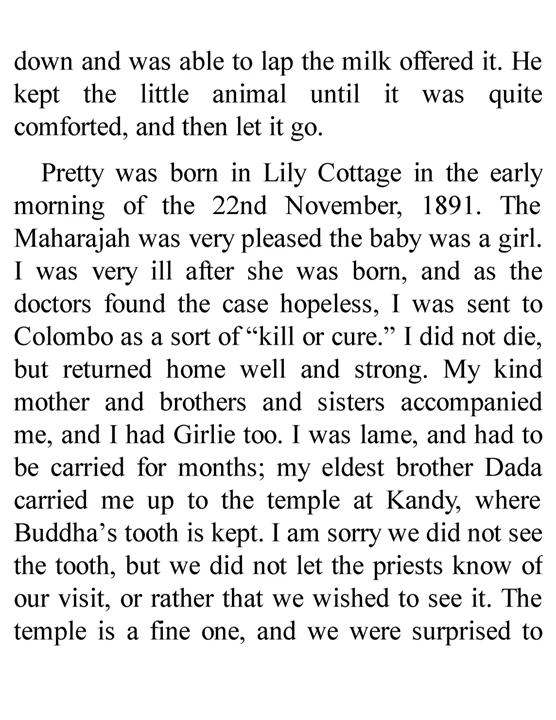 down and was able to lap the milk offered it. He
kept the little animal until it was quite
comforted, and then let it go.
Pretty was born in Lily Cottage in the early
morning of the 22nd November, 1891. The
Maharajah was very pleased the baby was a girl.
I was very ill after she was born, and as the
doctors found the case hopeless, I was sent to
Colombo as a sort of “kill or cure.” I did not die,
but returned home well and strong. My kind
mother and brothers and sisters accompanied
me, and I had Girlie too. I was lame, and had to
be carried for months; my eldest brother Dada
carried me up to the temple at Kandy, where
Buddha’s tooth is kept. I am sorry we did not see
the tooth, but we did not let the priests know of
our visit, or rather that we wished to see it. The
temple is a fine one, and we were surprised to